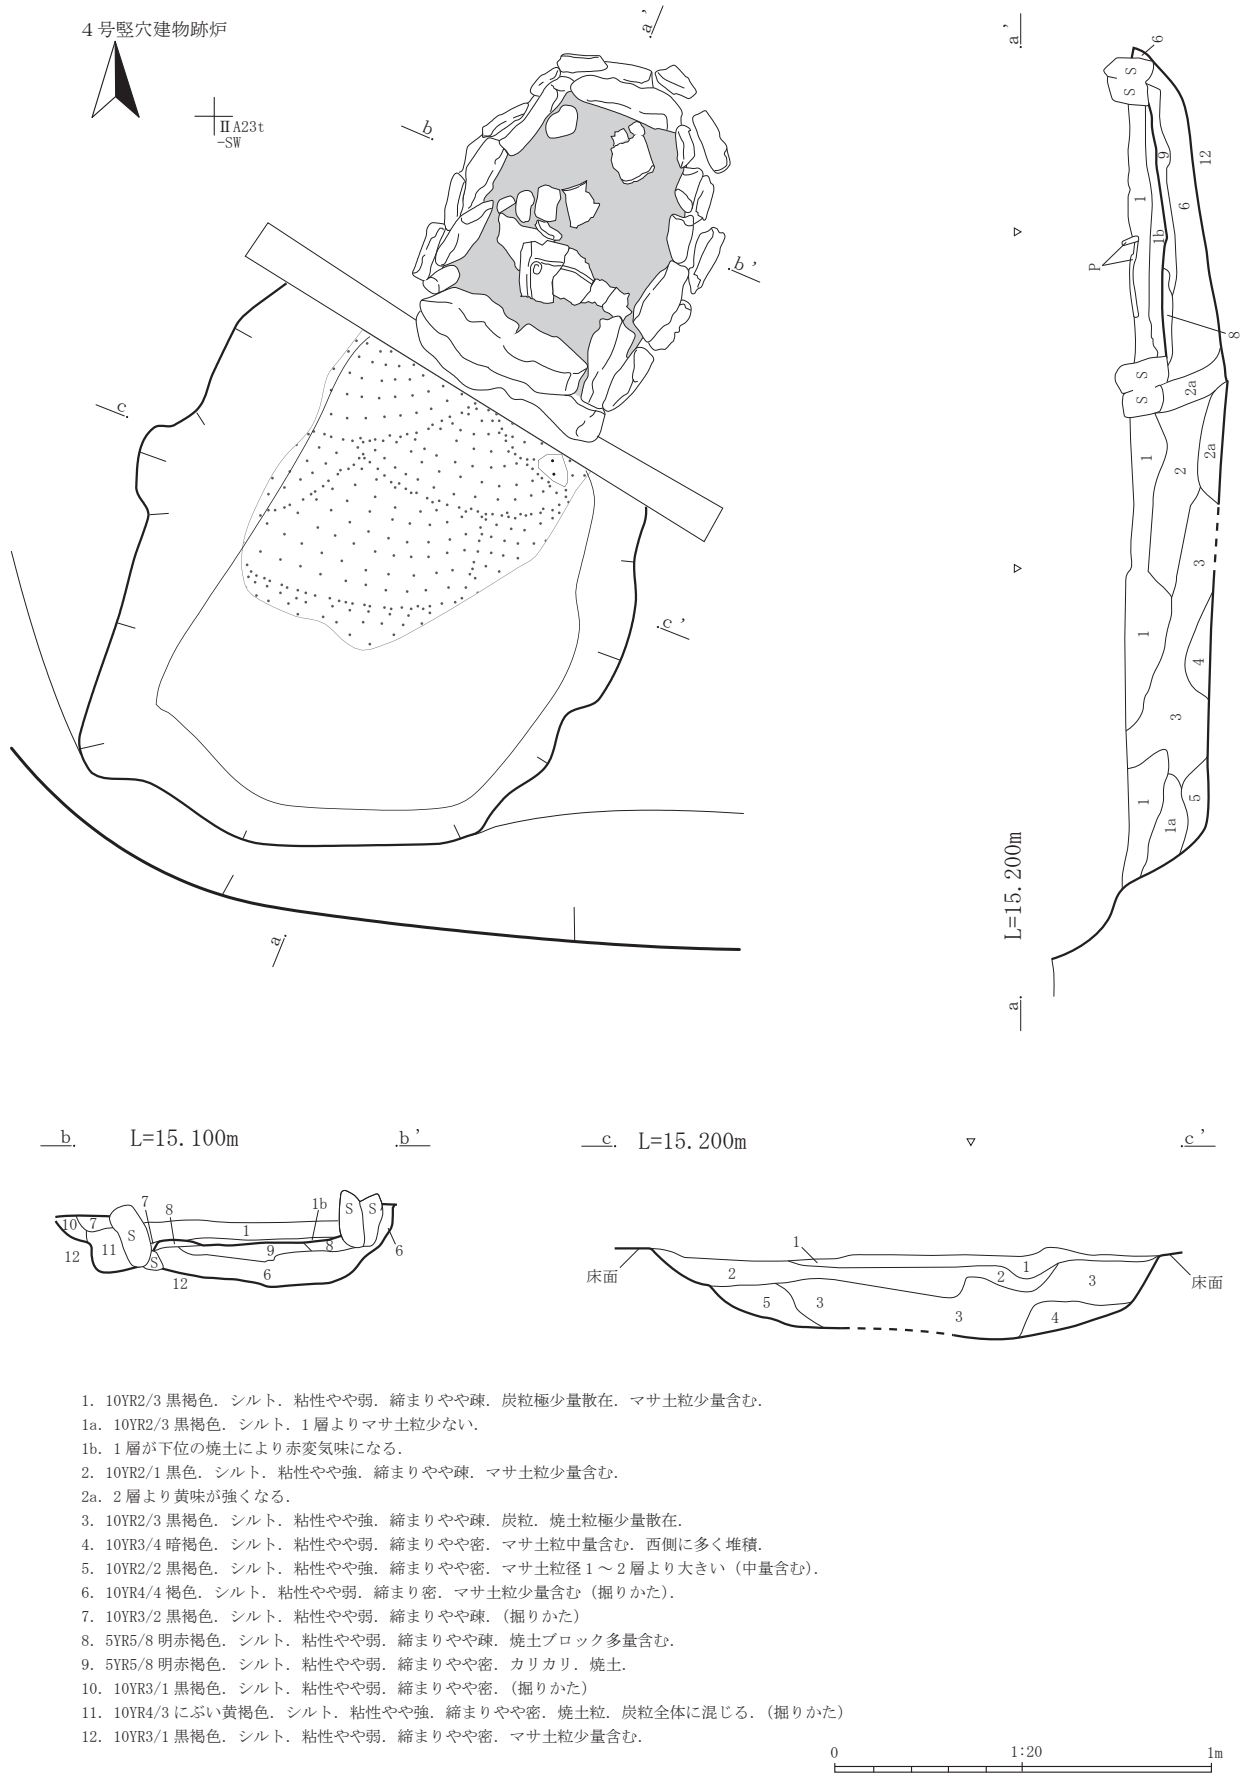 ４号竪穴建物跡炉
ⅡA23t
-SW
a'
b
b'
c
c'
a
a'
6
S
S
12
9
1
6
1b
P
8
S
S
2a
1
2
2a
3
1
4
3
1
1a
5
L=15.200m
a
b L=15.100m b'
7
8
1b
S
S
10
7
S
1
11
9
8
6
12
S
12
6
c L=15.200m c'
1
床面
2
2
1
3
床面
5
3
3
4
1. 10YR2/3 黒褐色．シルト．粘性やや弱．締まりやや疎．炭粒極少量散在．マサ土粒少量含む．
1a. 10YR2/3 黒褐色．シルト．１層よりマサ土粒少ない．
1b. １層が下位の焼土により赤変気味になる．
2. 10YR2/1 黒色．シルト．粘性やや強．締まりやや疎．マサ土粒少量含む．
2a. ２層より黄味が強くなる．
3. 10YR2/3 黒褐色．シルト．粘性やや強．締まりやや疎．炭粒．焼土粒極少量散在．
4. 10YR3/4 暗褐色．シルト．粘性やや弱．締まりやや密．マサ土粒中量含む．西側に多く堆積．
5. 10YR2/2 黒褐色．シルト．粘性やや強．締まりやや密．マサ土粒径１～２層より大きい（中量含む）．
6. 10YR4/4 褐色．シルト．粘性やや弱．締まり密．マサ土粒少量含む（掘りかた）．
7. 10YR3/2 黒褐色．シルト．粘性やや弱．締まりやや疎．（掘りかた）
8. 5YR5/8 明赤褐色．シルト．粘性やや弱．締まりやや疎．焼土ブロック多量含む．
9. 5YR5/8 明赤褐色．シルト．粘性やや弱．締まりやや密．カリカリ．焼土．
10. 10YR3/1 黒褐色．シルト．粘性やや弱．締まりやや密．（掘りかた）
11. 10YR4/3 にぶい黄褐色．シルト．粘性やや強．締まりやや密．焼土粒．炭粒全体に混じる．（掘りかた）
12. 10YR3/1 黒褐色．シルト．粘性やや弱．締まりやや密．マサ土粒少量含む．
0 1:20 1m